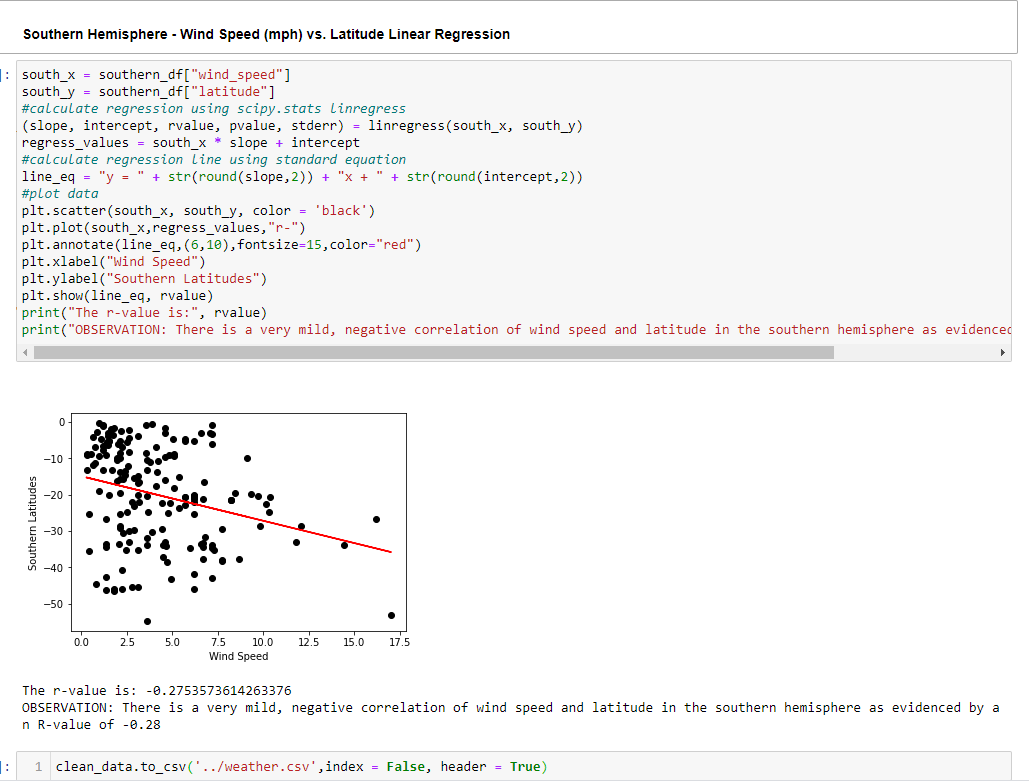 Southern Hemisphere - Wind Speed (mph) vs. Latitude Linear Regression
]:
south_x = southern_df["wind_speed"]
south_y = southern_df["latitude"]
#calculate regression using scipy.stats linregress
(slope, intercept, rvalue, pvalue, stderr) = linregress(south_x, south_y)
regress_values = south_x * slope + intercept
#calculate regression line using standard equation
line_eq = "y = " + str(round(slope,2)) + "x + " + str(round(intercept,2))
#plot data
plt.scatter(south_x, south_y, color = 'black')
plt.plot(south_x,regress_values,"r-")
plt.annotate(line_eq,(6,10),fontsize=15,color="red")
plt.xlabel("Wind Speed")
plt.ylabel("Southern Latitudes")
plt.show(line_eq, rvalue)
print("The r-value is:", rvalue)
print("OBSERVATION: There is a very mild, negative correlation of wind speed and latitude in the southern hemisphere as evidenced
0
−10
−20
−30
−40
−50
Southern Latitudes
0.0 2.5 5.0 7.5 10.0 12.5 15.0 17.5
Wind Speed
The r-value is: -0.2753573614263376
OBSERVATION: There is a very mild, negative correlation of wind speed and latitude in the southern hemisphere as evidenced by a
n R-value of -0.28
]: 1 clean_data.to_csv('../weather.csv',index = False, header = True)